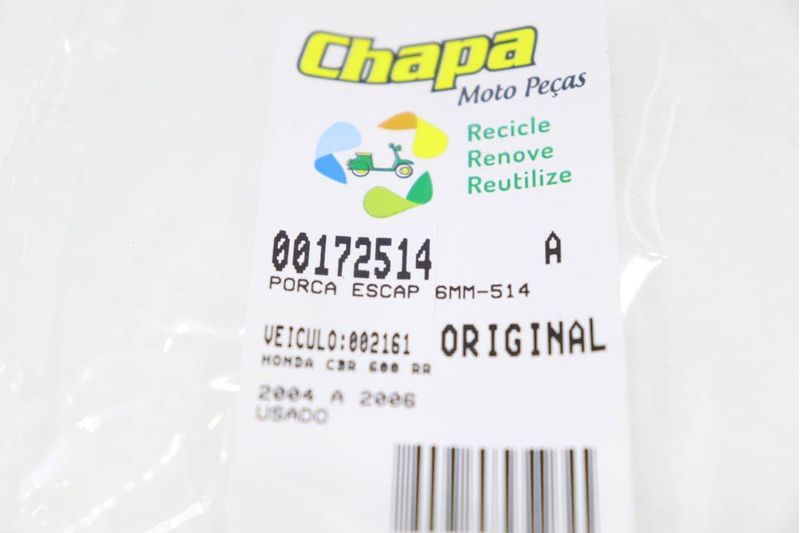 Chapa
Moto Peças
Recicle
Renove
Reutilize
00172514 A
PORCA ESCAP 6MM-514
VEICULO:002161 ORIGINAL
HONDA CBR 600 RR
2004 A 2006
USADO